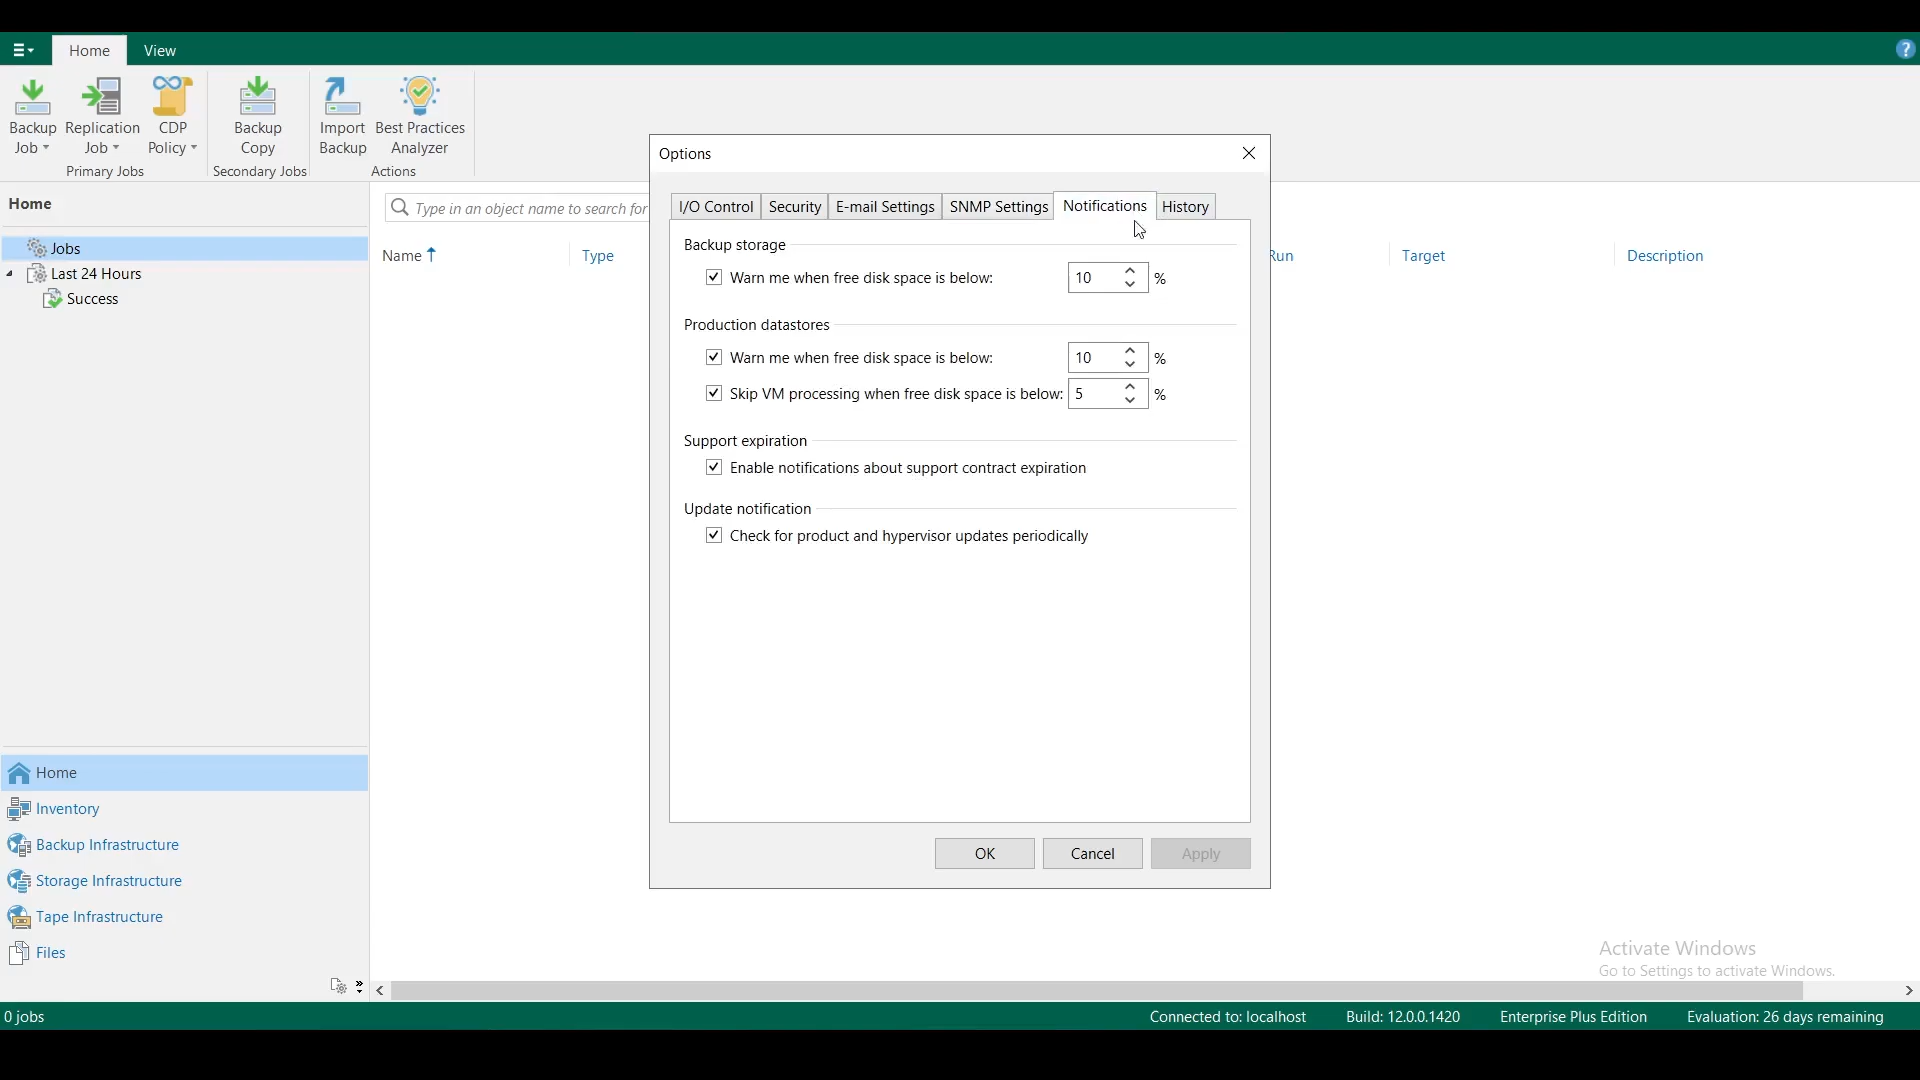 Home View
Backup Job
Replication Job
CDP Policy
Backup Copy
Import Backup
Best Practices Analyzer
Primary Jobs
Secondary Jobs
Actions
Home
Jobs
Last 24 Hours
Success
Type in an object name to search for
Name
Type
Run
Target
Description
Options
I/O Control
Security
E-mail Settings
SNMP Settings
Notifications
History
Backup storage
Warn me when free disk space is below: 10 %
Production datastores
Warn me when free disk space is below: 10 %
Skip VM processing when free disk space is below: 5 %
Support expiration
Enable notifications about support contract expiration
Update notification
Check for product and hypervisor updates periodically
OK
Cancel
Apply
Home
Inventory
Backup Infrastructure
Storage Infrastructure
Tape Infrastructure
Files
Activate Windows
Go to Settings to activate Windows.
0 jobs
Connected to: localhost
Build: 12.0.0.1420
Enterprise Plus Edition
Evaluation: 26 days remaining